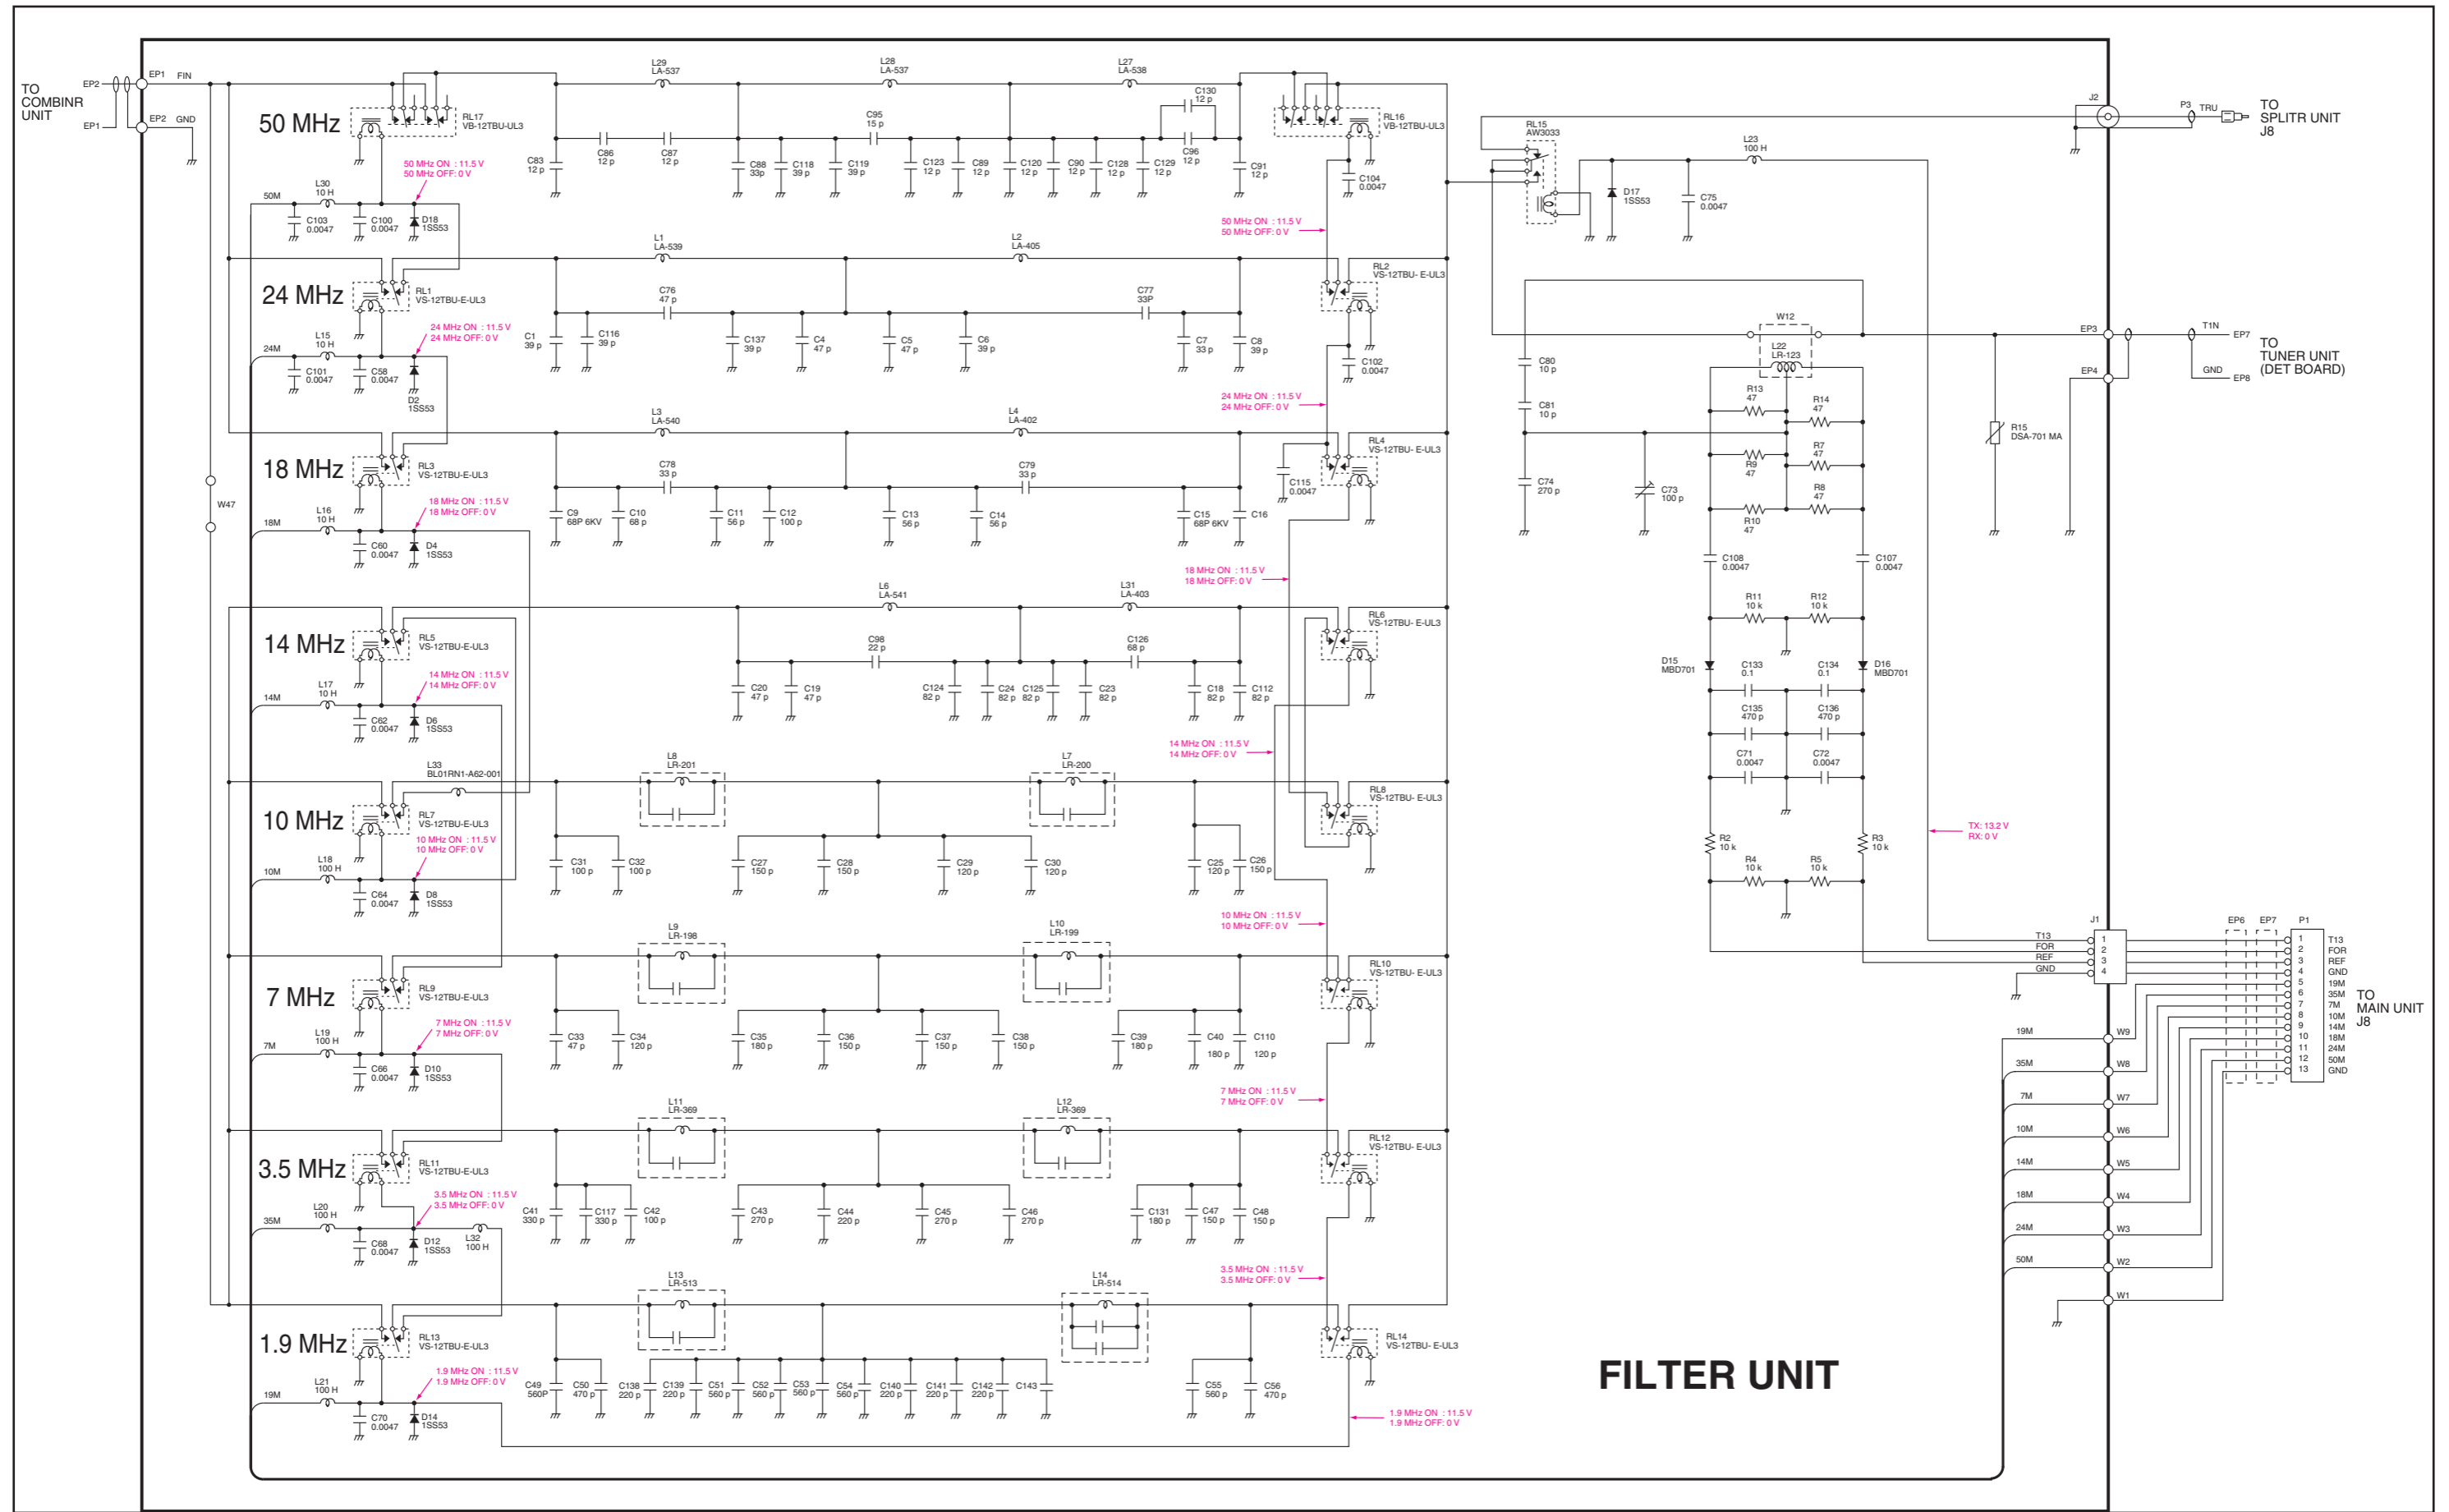 TO
COMBINR
UNIT
EP2
EP1
EP1 FIN
EP2 GND
50 MHz
RL17
VB-12TBU-UL3
50 MHz ON : 11.5 V
50 MHz OFF: 0 V
50M
L30
10 H
C103
0.0047
C100
0.0047
D18
1SS53
L29
LA-537
L28
LA-537
L27
LA-538
C130
12 p
C95
15 p
C96
12 p
C86
12 p
C87
12 p
C83
12 p
C88
33p
C118
39 p
C119
39 p
C123
12 p
C89
12 p
C120
12 p
C90
12 p
C128
12 p
C129
12 p
C91
12 p
RL16
VB-12TBU-UL3
C104
0.0047
50 MHz ON : 11.5 V
50 MHz OFF: 0 V
24 MHz
RL1
VS-12TBU-E-UL3
24 MHz ON : 11.5 V
24 MHz OFF: 0 V
24M
L15
10 H
C101
0.0047
C58
0.0047
D2
1SS53
L1
LA-539
L2
LA-405
C76
47 p
C77
33P
C1
39 p
C116
39 p
C137
39 p
C4
47 p
C5
47 p
C6
39 p
C7
33 p
C8
39 p
RL2
VS-12TBU- E-UL3
C102
0.0047
24 MHz ON : 11.5 V
24 MHz OFF: 0 V
18 MHz
RL3
VS-12TBU-E-UL3
18 MHz ON : 11.5 V
18 MHz OFF: 0 V
18M
L16
10 H
C60
0.0047
D4
1SS53
W47
L3
LA-540
L4
LA-402
C78
33 p
C79
33 p
C9
68P 6KV
C10
68 p
C11
56 p
C12
100 p
C13
56 p
C14
56 p
C15
68P 6KV
C16
C115
0.0047
RL4
VS-12TBU- E-UL3
18 MHz ON : 11.5 V
18 MHz OFF: 0 V
14 MHz
RL5
VS-12TBU-E-UL3
14 MHz ON : 11.5 V
14 MHz OFF: 0 V
14M
L17
10 H
C62
0.0047
D6
1SS53
L6
LA-541
L31
LA-403
C98
22 p
C126
68 p
C20
47 p
C19
47 p
C124
82 p
C24
82 p
C125
82 p
C23
82 p
C18
82 p
C112
82 p
RL6
VS-12TBU- E-UL3
14 MHz ON : 11.5 V
14 MHz OFF: 0 V
10 MHz
L33
BL01RN1-A62-001
RL7
VS-12TBU-E-UL3
10 MHz ON : 11.5 V
10 MHz OFF: 0 V
10M
L18
100 H
C64
0.0047
D8
1SS53
L8
LR-201
L7
LR-200
C31
100 p
C32
100 p
C27
150 p
C28
150 p
C29
120 p
C30
120 p
C25
120 p
C26
150 p
RL8
VS-12TBU- E-UL3
10 MHz ON : 11.5 V
10 MHz OFF: 0 V
7 MHz
RL9
VS-12TBU-E-UL3
7 MHz ON : 11.5 V
7 MHz OFF: 0 V
7M
L19
100 H
C66
0.0047
D10
1SS53
L9
LR-198
L10
LR-199
C33
47 p
C34
120 p
C35
180 p
C36
150 p
C37
150 p
C38
150 p
C39
180 p
C40
180 p
C110
120 p
RL10
VS-12TBU- E-UL3
7 MHz ON : 11.5 V
7 MHz OFF: 0 V
3.5 MHz
RL11
VS-12TBU-E-UL3
3.5 MHz ON : 11.5 V
3.5 MHz OFF: 0 V
35M
L20
100 H
C68
0.0047
D12
1SS53
L32
100 H
L11
LR-369
L12
LR-369
C41
330 p
C117
330 p
C42
100 p
C43
270 p
C44
220 p
C45
270 p
C46
270 p
C131
180 p
C47
150 p
C48
150 p
RL12
VS-12TBU- E-UL3
3.5 MHz ON : 11.5 V
3.5 MHz OFF: 0 V
1.9 MHz
RL13
VS-12TBU-E-UL3
1.9 MHz ON : 11.5 V
1.9 MHz OFF: 0 V
19M
L21
100 H
C70
0.0047
D14
1SS53
L13
LR-513
L14
LR-514
C49
560P
C50
470 p
C138
220 p
C139
220 p
C51
560 p
C52
560 p
C53
560 p
C54
560 p
C140
220 p
C141
220 p
C142
220 p
C143
C55
560 p
C56
470 p
RL14
VS-12TBU- E-UL3
1.9 MHz ON : 11.5 V
1.9 MHz OFF: 0 V
RL15
AW3033
D17
1SS53
C75
0.0047
L23
100 H
J2
P3 TRU
TO
SPLITR UNIT
J8
W12
L22
LR-123
C80
10 p
C81
10 p
C74
270 p
C73
100 p
R13
47
R14
47
R9
47
R7
47
R10
47
R8
47
R15
DSA-701 MA
EP3
EP4
T1N
EP7
GND
EP8
TO
TUNER UNIT
(DET BOARD)
C108
0.0047
C107
0.0047
R11
10 k
R12
10 k
D15
MBD701
D16
MBD701
C133
0.1
C134
0.1
C135
470 p
C136
470 p
C71
0.0047
C72
0.0047
R2
10 k
R3
10 k
R4
10 k
R5
10 k
TX: 13.2 V
RX: 0 V
J1
T13 1
FOR 2
REF 3
GND 4
EP6 EP7 P1
1 T13
2 FOR
3 REF
4 GND
5 19M
6 35M
7 7M
8 10M
9 14M
10 18M
11 24M
12 50M
13 GND
TO
MAIN UNIT
J8
19M W9
35M W8
7M W7
10M W6
14M W5
18M W4
24M W3
50M W2
W1
FILTER UNIT